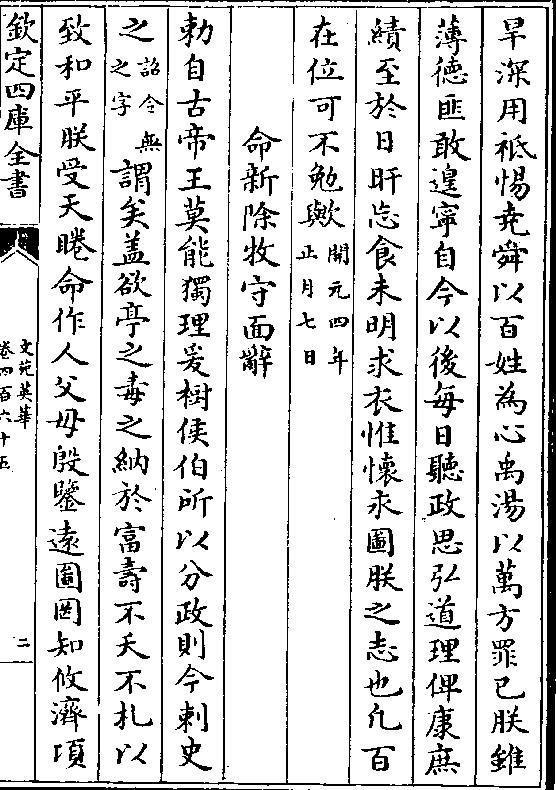 旱深用祗惕堯舜以百姓為心禹湯以萬方罪已朕雖
薄德匪敢遑寧自今以後每日聽政思弘道理俾康庶
績至於日旰忘食未明求衣惟懷永圖朕之志也凡百
在位可不勉歟開元四年正月七日
命新除牧守面辭
勅自古帝王莫能獨理爰樹侯伯所以分政則今刺史
之詔令無之字謂矣蓋欲亭之毒之納於富壽不夭不札以
致和平朕受天睠命作人父母殷鑒遠圖罔知攸濟頃
欽定四庫全書
文苑英華
卷四百六十五
二